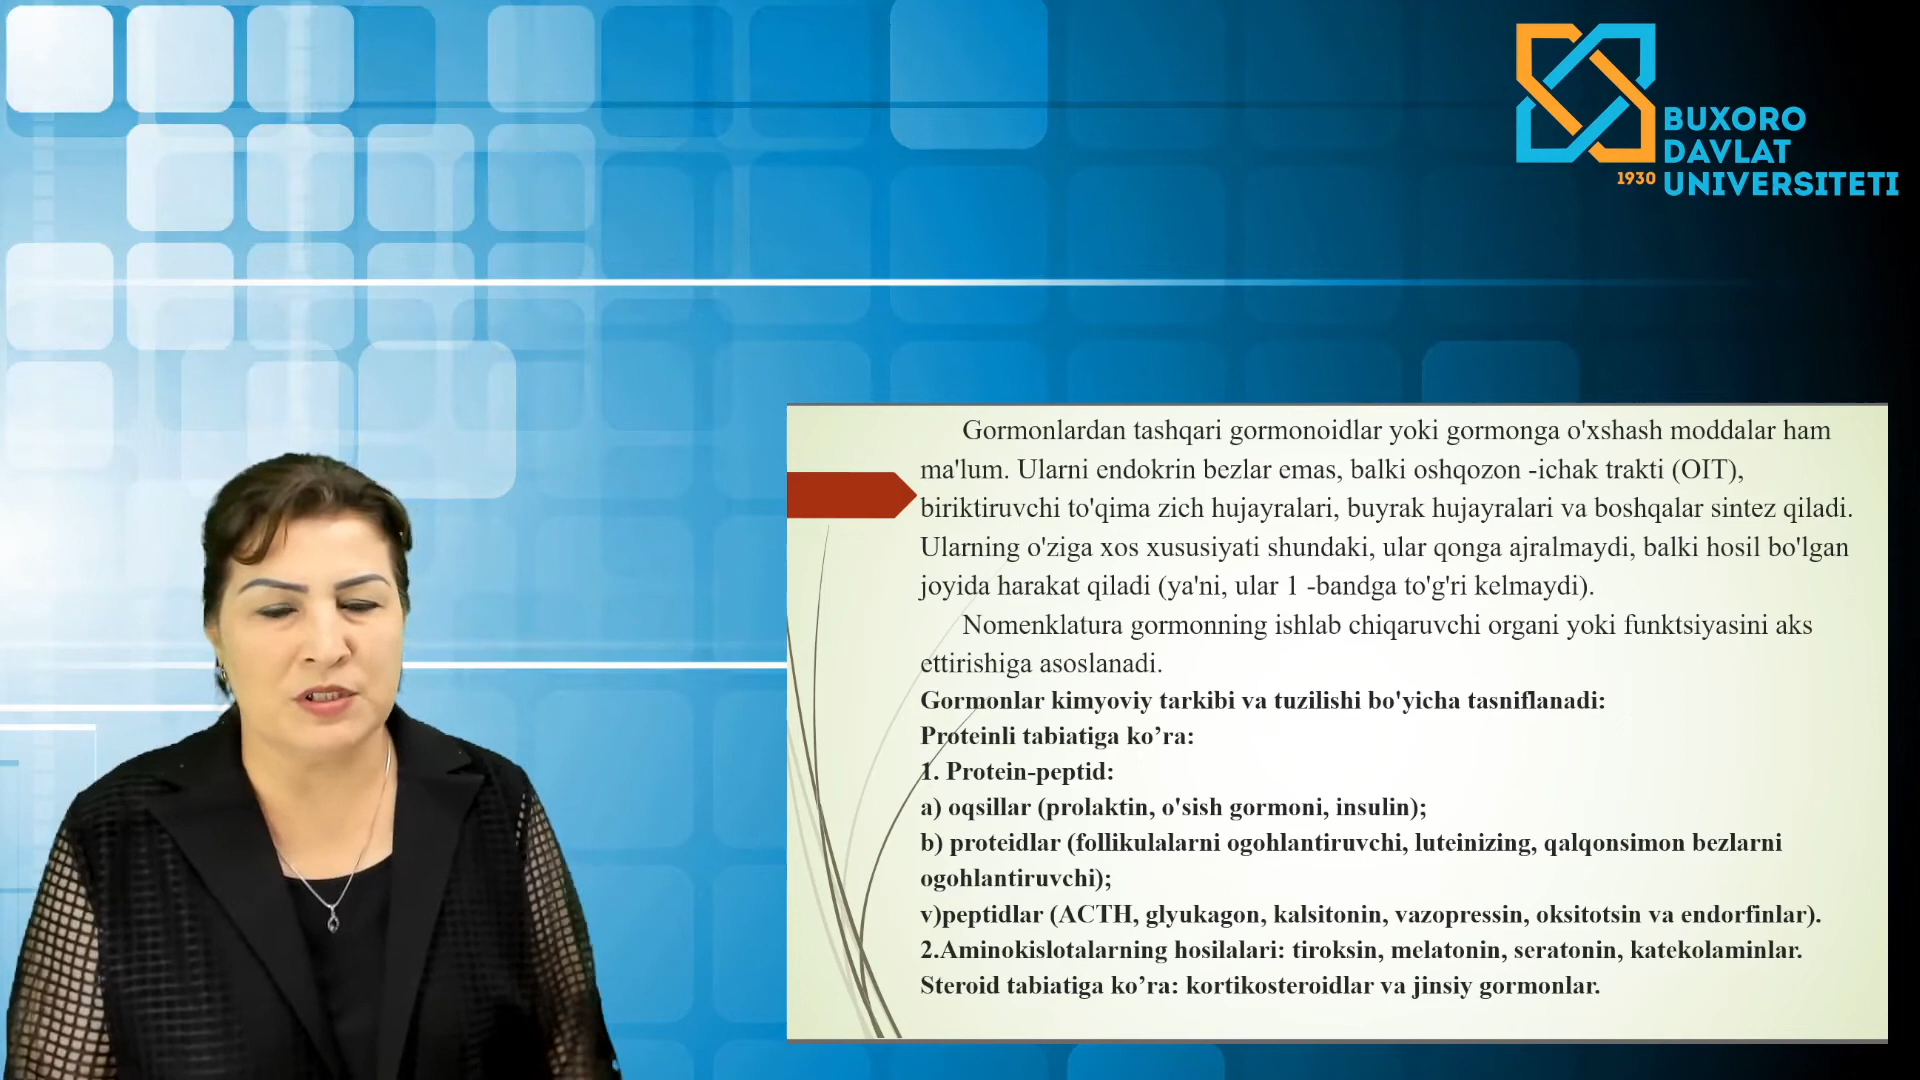 BUXORO
DAVLAT
1930 UNIVERSITETI
Gormonlardan tashqari gormonoidlar yoki gormonga o'xshash moddalar ham
ma'lum. Ularni endokrin bezlar emas, balki oshqozon -ichak trakti (OIT),
biriktiruvchi to'qima zich hujayralari, buyrak hujayralari va boshqalar sintez qiladi.
Ularning o'ziga xos xususiyati shundaki, ular qonga ajralmaydi, balki hosil bo'lgan
joyida harakat qiladi (ya'ni, ular 1 -bandga to'g'ri kelmaydi).
Nomenklatura gormonning ishlab chiqaruvchi organi yoki funktsiyasini aks
ettirishiga asoslanadi.
Gormonlar kimyoviy tarkibi va tuzilishi bo'yicha tasniflanadi:
Proteinli tabiatiga ko’ra:
1. Protein-peptid:
a) oqsillar (prolaktin, o'sish gormoni, insulin);
b) proteidlar (follikulalarni ogohlantiruvchi, luteinizing, qalqonsimon bezlarni
ogohlantiruvchi);
v)peptidlar (ACTH, glyukagon, kalsitonin, vazopressin, oksitotsin va endorfinlar).
2.Aminokislotalarning hosilalari: tiroksin, melatonin, seratonin, katekolaminlar.
Steroid tabiatiga ko’ra: kortikosteroidlar va jinsiy gormonlar.